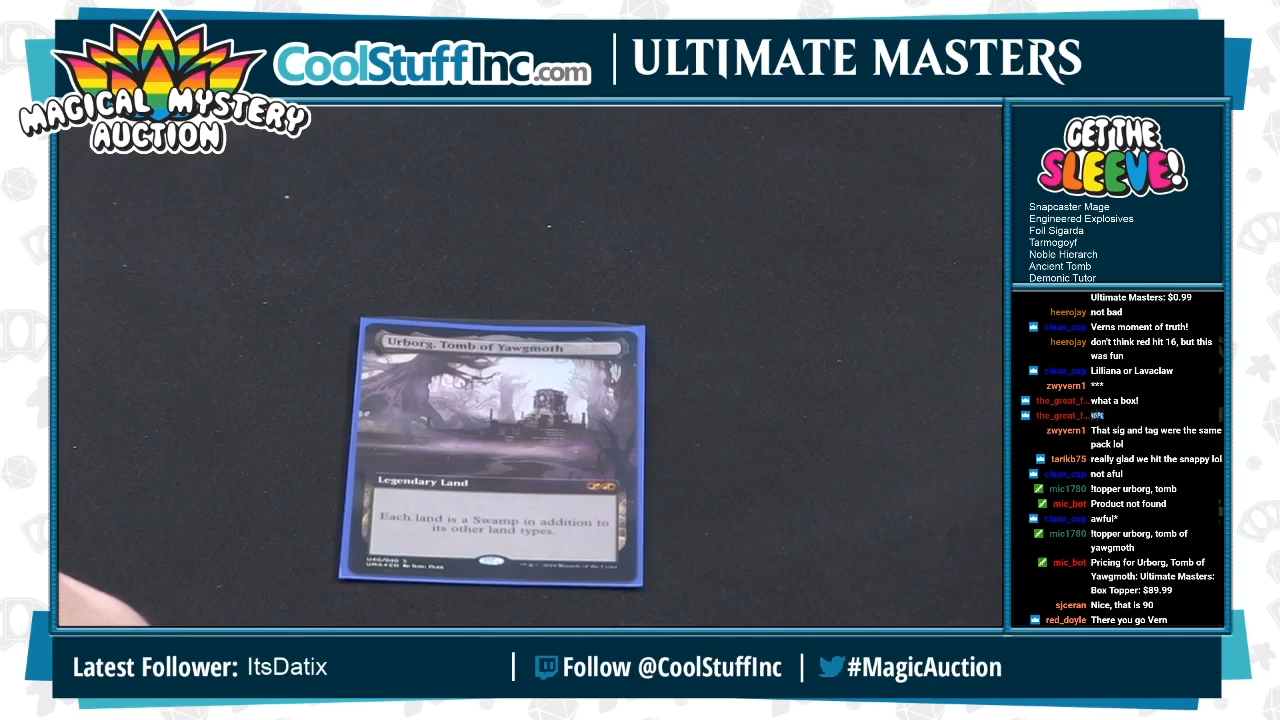 MAGICAL MYSTERY
AUCTION
CoolStuffInc.com
ULTIMATE MASTERS
GET THE
SLEEVE!
Snapcaster Mage
Engineered Explosives
Foil Sigarda
Tarmogoyf
Noble Hierarch
Ancient Tomb
Demonic Tutor
Urborg, Tomb of Yawgmoth
Legendary Land
Each land is a Swamp in addition to
its other land types.
Ultimate Masters: $0.99
heerojay not bad
clean_cup Verns moment of truth!
heerojay don't think red hit 16, but this
was fun
clean_cup Lilliana or Lavaclaw
zwyvern1 ***
the_great_f... what a box!
the_great_f...
zwyvern1 That sig and tag were the same
pack lol
tarikb75 really glad we hit the snappy lol
clean_cup not aful
mic1780 !topper urborg, tomb
mic_bot Product not found
clean_cup awful*
mic1780 !topper urborg, tomb of
yawgmoth
mic_bot Pricing for Urborg, Tomb of
Yawgmoth: Ultimate Masters:
Box Topper: $89.99
sjceran Nice, that is 90
red_doyle There you go Vern
Latest Follower: ItsDatix
Follow @CoolStuffInc
#MagicAuction